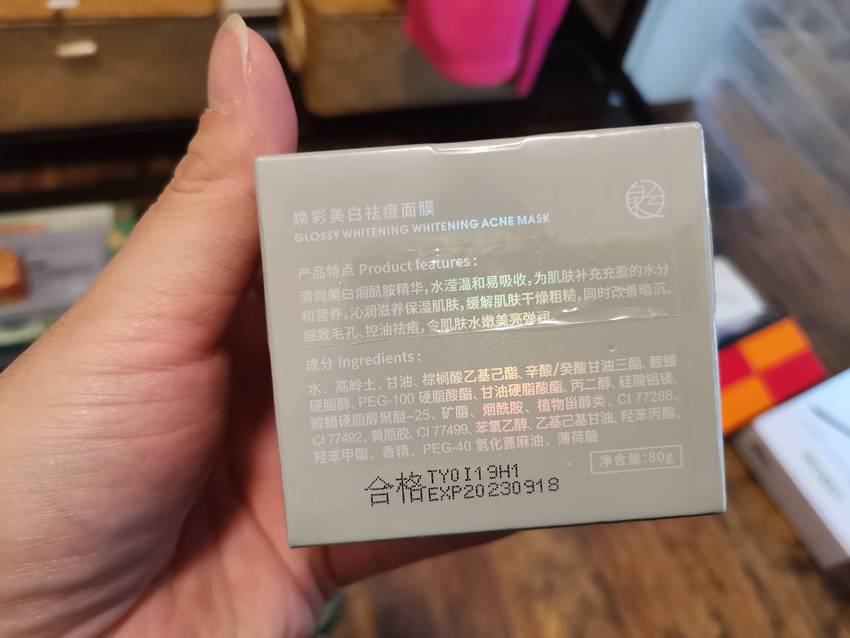 焕彩美白祛痘面膜
GLOSSY WHITENING WHITENING ACNE MASK
产品特点 Product features:
清润美白烟酰胺精华,水滢温和易吸收,为肌肤补充充盈的水分
和营养,沁润滋养保湿肌肤,缓解肌肤干燥粗糙,同时改善暗沉、
细致毛孔、控油祛痘,令肌肤水嫩美亮弹润。
成分 Ingredients:
水、高岭土、甘油、棕榈酸乙基己酯、辛酸/癸酸甘油三酯、鲸蜡
硬脂醇、PEG-100 硬脂酸酯、甘油硬脂酸酯、丙二醇、硅酸铝镁、
鲸蜡硬脂醇聚醚-25、矿脂、烟酰胺、植物甾醇类、CI 77288、
CI 77492、黄原胶、CI 77499、苯氧乙醇、乙基己基甘油、羟苯丙酯、
羟苯甲酯、香精、PEG-40 氢化蓖麻油、薄荷脑
净含量:80g
合格 TY0I19H1
EXP20230918